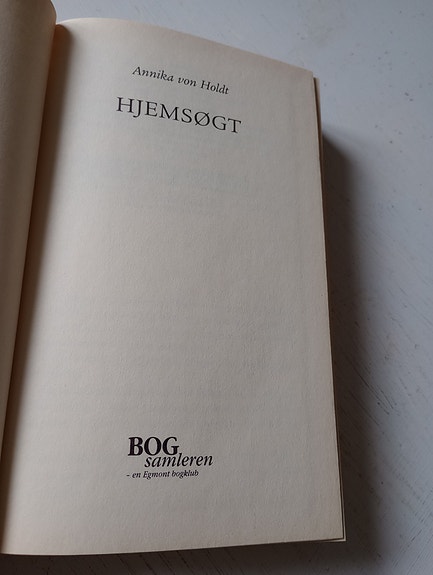 Annika von Holdt
HJEMSØGT
BOG
samleren
- en Egmont bogklub